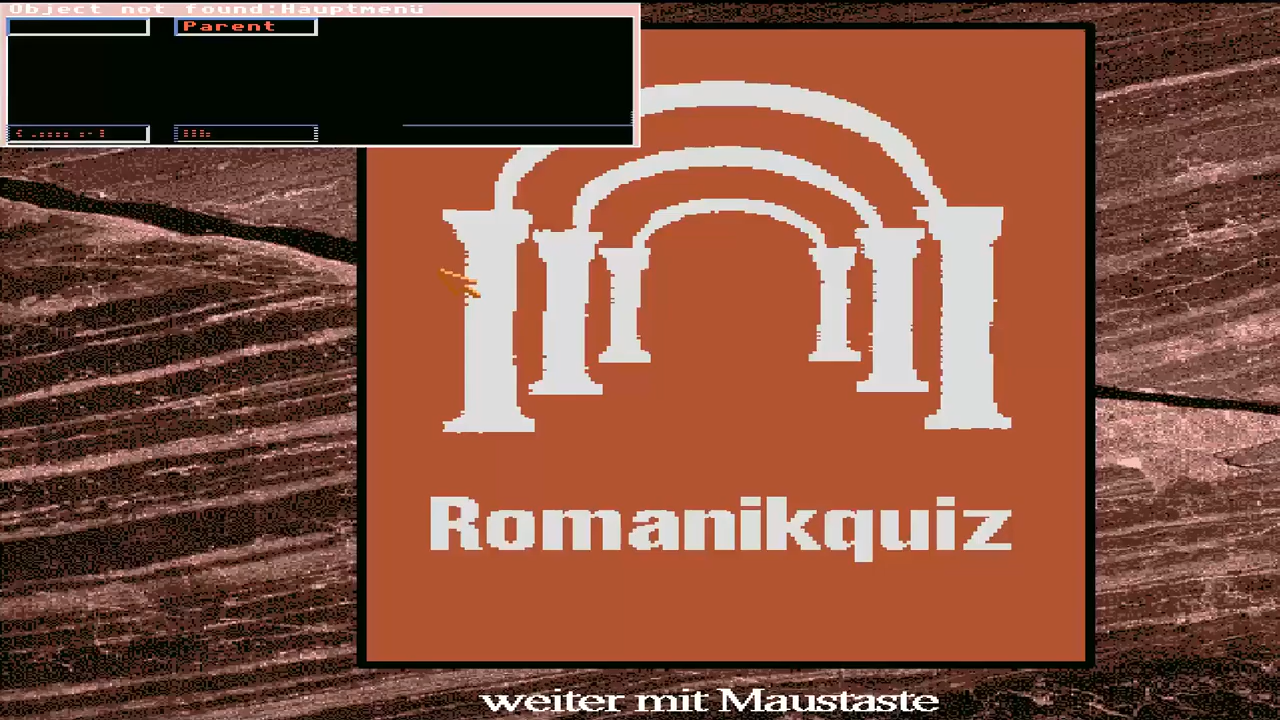 Object not found:Hauptmenü
Parent
Romanikquiz
weiter mit Maustaste